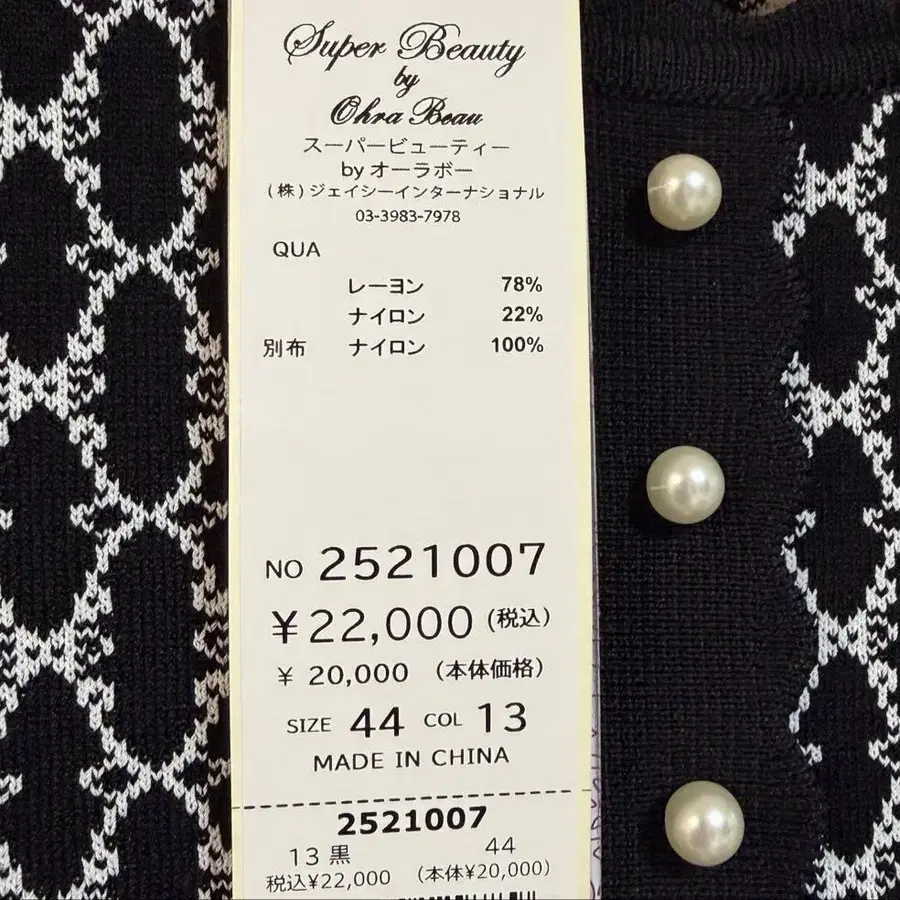 Super Beauty
by
Ohra Beau
スーパービューティー
by オーラボー
(株)ジェイシーインターナショナル
03-3983-7978
QUA
レーヨン 78%
ナイロン 22%
別布 ナイロン 100%
NO 2521007
¥22,000 (税込)
¥ 20,000 (本体価格)
SIZE 44 COL 13
MADE IN CHINA
2521007
13 黒 44
税込¥22,000 (本体¥20,000)